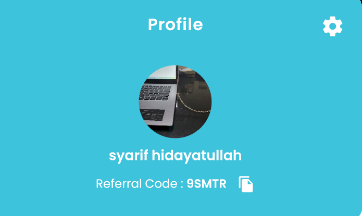 Profile
syarif hidayatullah
Referral Code : 9SMTR